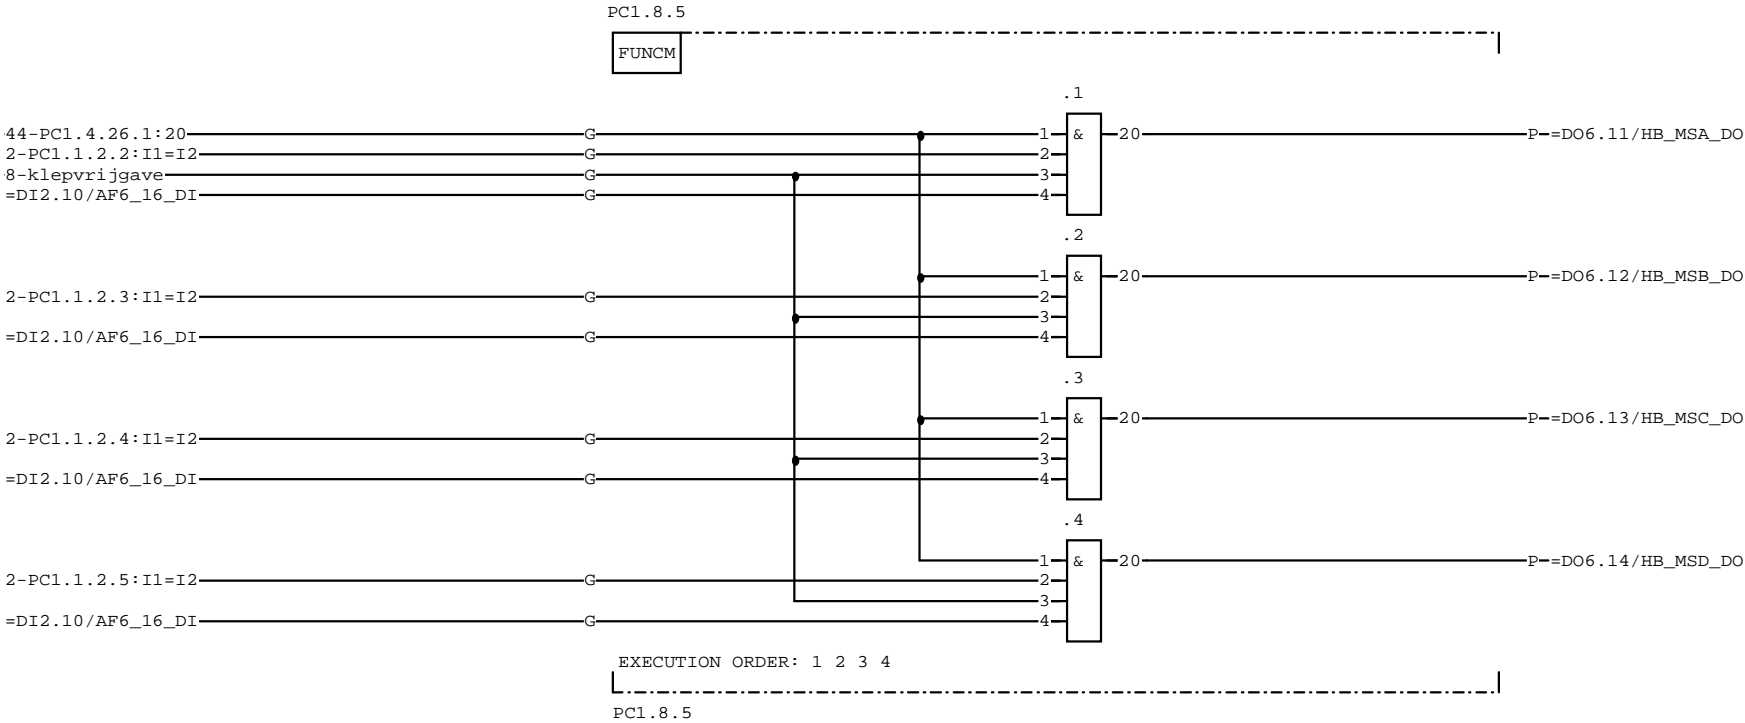 PC1.8.5
FUNCM
.1
44-PC1.4.26.1:20 G 1 & 20 P =DO6.11/HB_MSA_DO
2-PC1.1.2.2:I1=I2 G 2
8-klepvrijgave G 3
=DI2.10/AF6_16_DI G 4
.2
1 & 20 P =DO6.12/HB_MSB_DO
2-PC1.1.2.3:I1=I2 G 2
3
=DI2.10/AF6_16_DI G 4
.3
1 & 20 P =DO6.13/HB_MSC_DO
2-PC1.1.2.4:I1=I2 G 2
3
=DI2.10/AF6_16_DI G 4
.4
1 & 20 P =DO6.14/HB_MSD_DO
2-PC1.1.2.5:I1=I2 G 2
3
=DI2.10/AF6_16_DI G 4
EXECUTION ORDER: 1 2 3 4
PC1.8.5